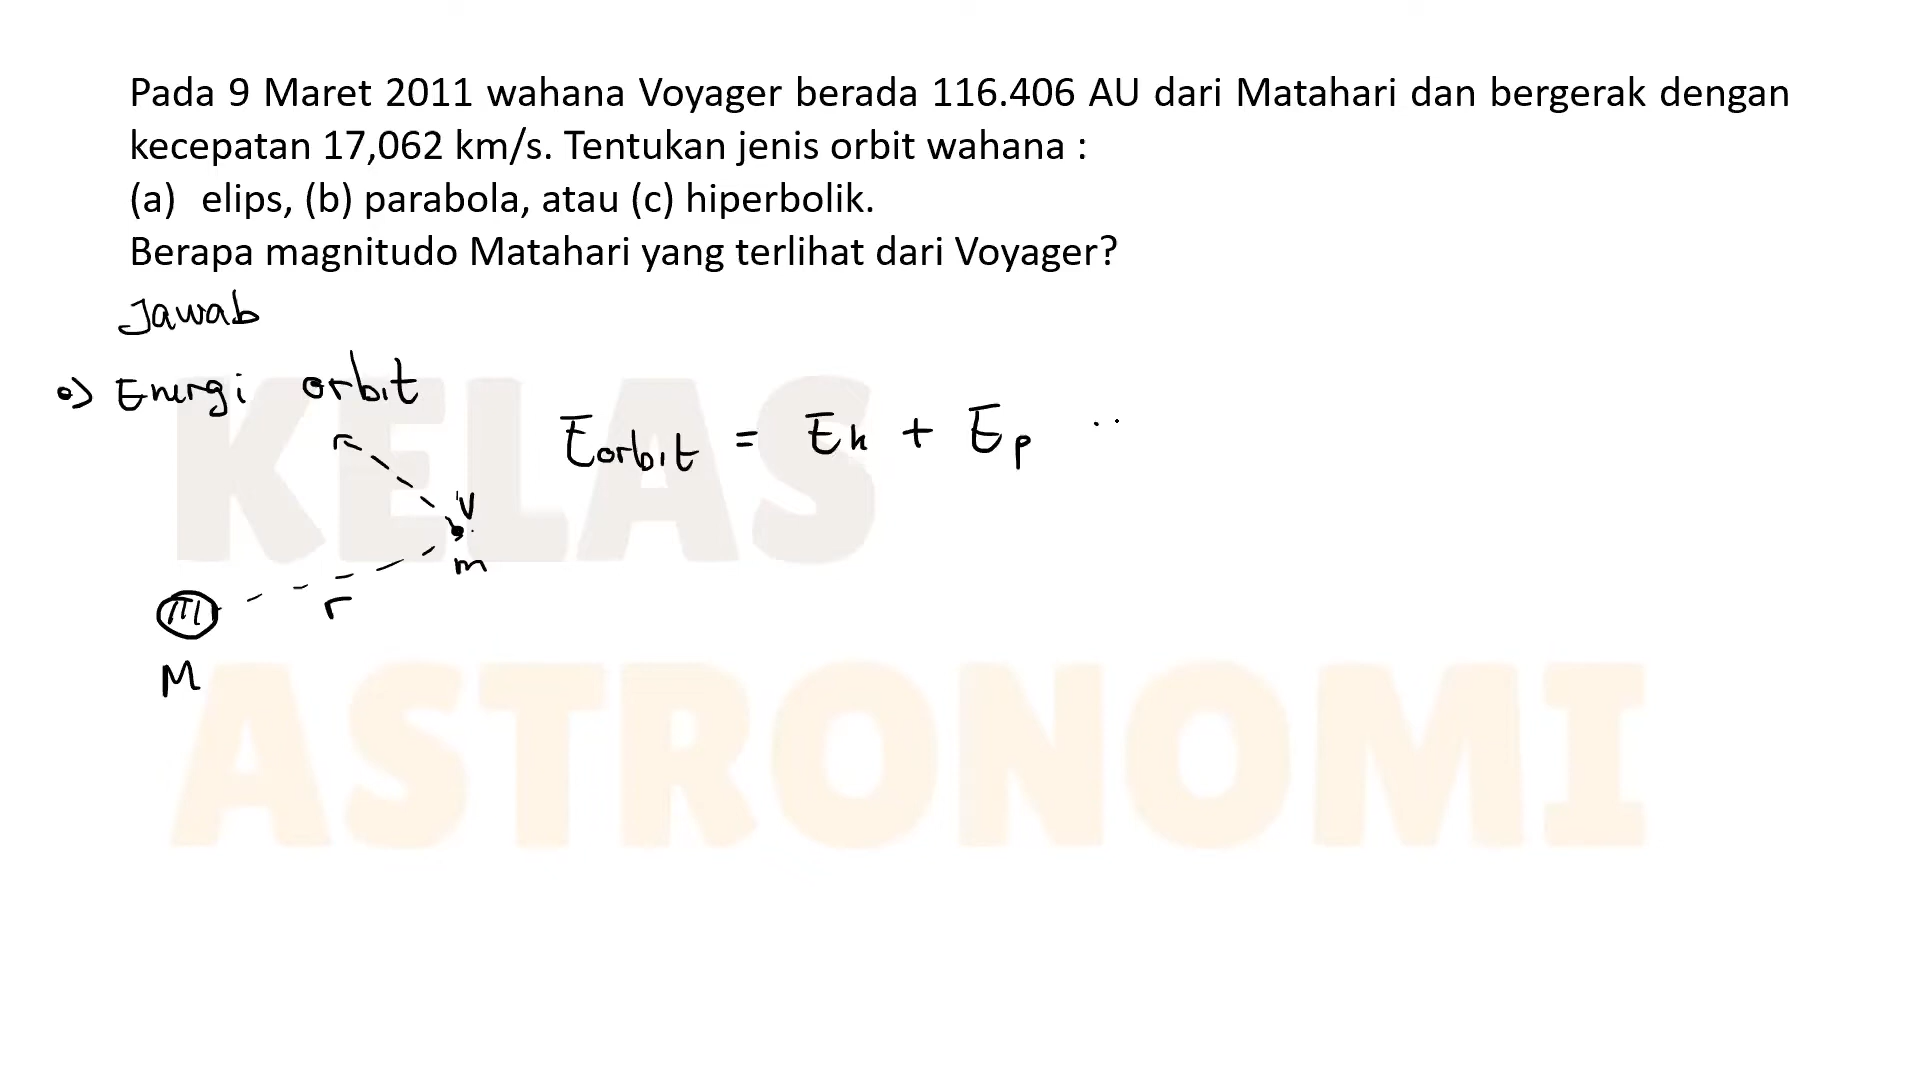 Pada 9 Maret 2011 wahana Voyager berada 116.406 AU dari Matahari dan bergerak dengan
kecepatan 17,062 km/s. Tentukan jenis orbit wahana :
(a) elips, (b) parabola, atau (c) hiperbolik.
Berapa magnitudo Matahari yang terlihat dari Voyager?
Jawab
o) Energi orbit
Eorbit = Ek + Ep ..
v
m
r
M
KELAS
ASTRONOMI